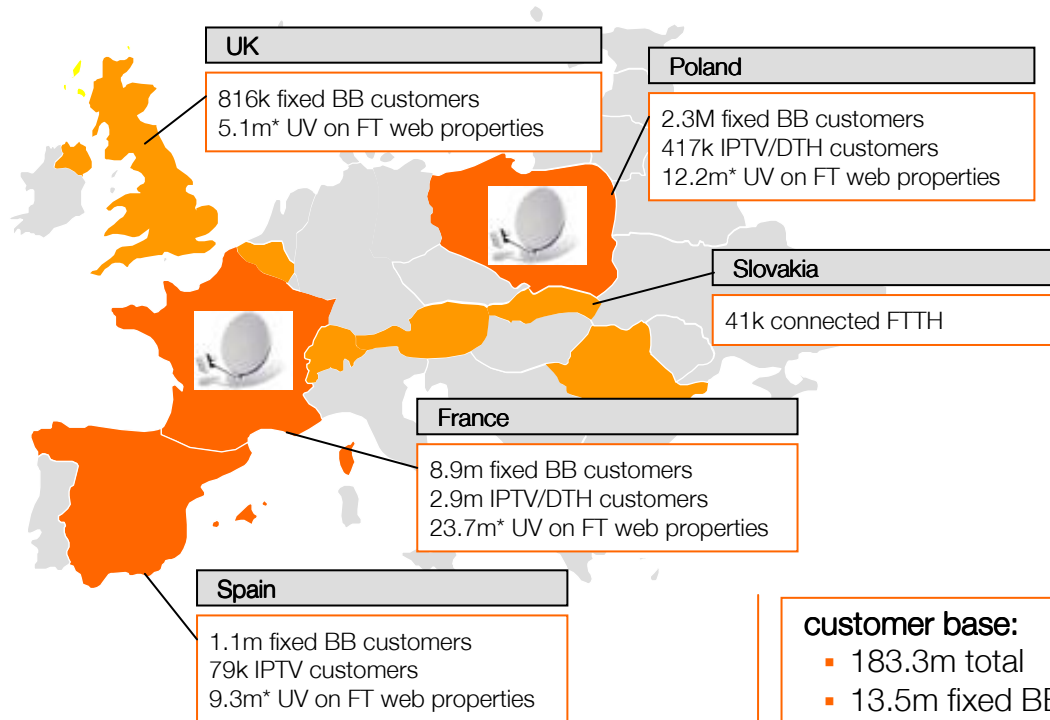 UK
816k fixed BB customers
5.1m* UV on FT web properties
Poland
2.3M fixed BB customers
417k IPTV/DTH customers
12.2m* UV on FT web properties
Slovakia
41k connected FTTH
France
8.9m fixed BB customers
2.9m IPTV/DTH customers
23.7m* UV on FT web properties
Spain
1.1m fixed BB customers
79k IPTV customers
9.3m* UV on FT web properties
customer base:
▪ 183.3m total
▪ 13.5m fixed BB